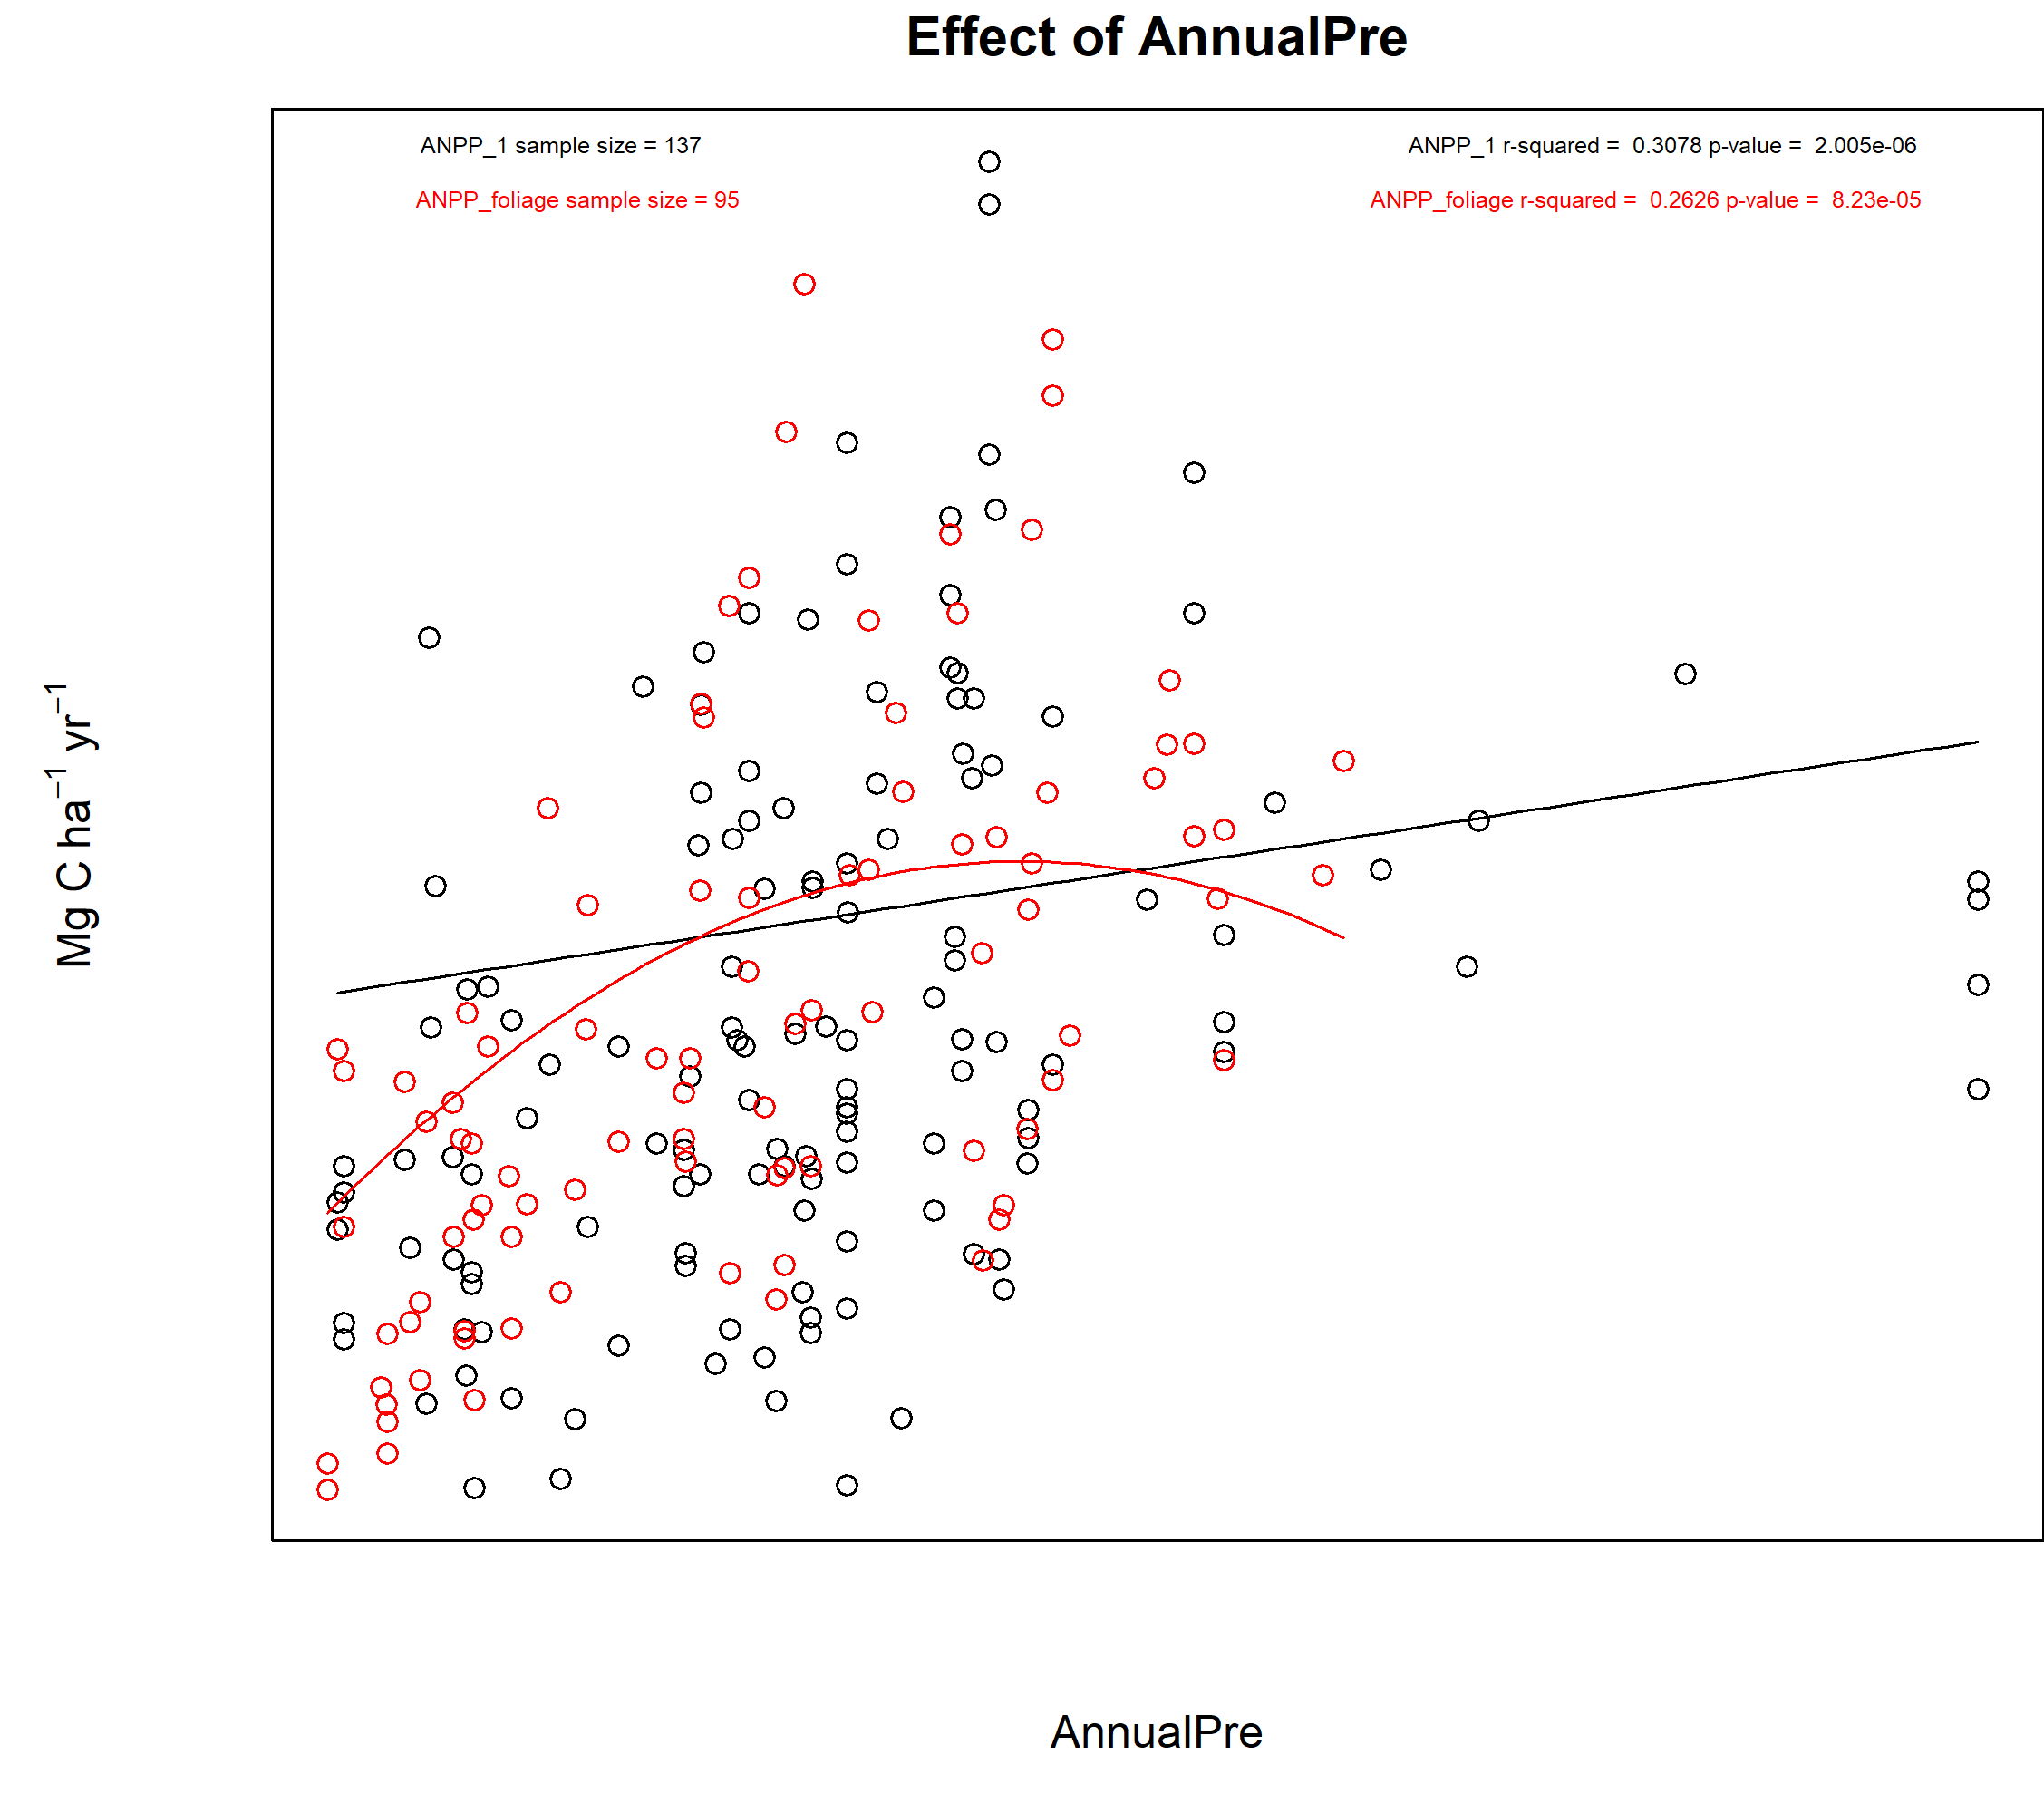 Effect of AnnualPre
ANPP_1 sample size = 137
ANPP_1 r-squared =  0.3078 p-value =  2.005e-06
ANPP_foliage sample size = 95
ANPP_foliage r-squared =  0.2626 p-value =  8.23e-05
Mg C ha⁻¹ yr⁻¹
AnnualPre